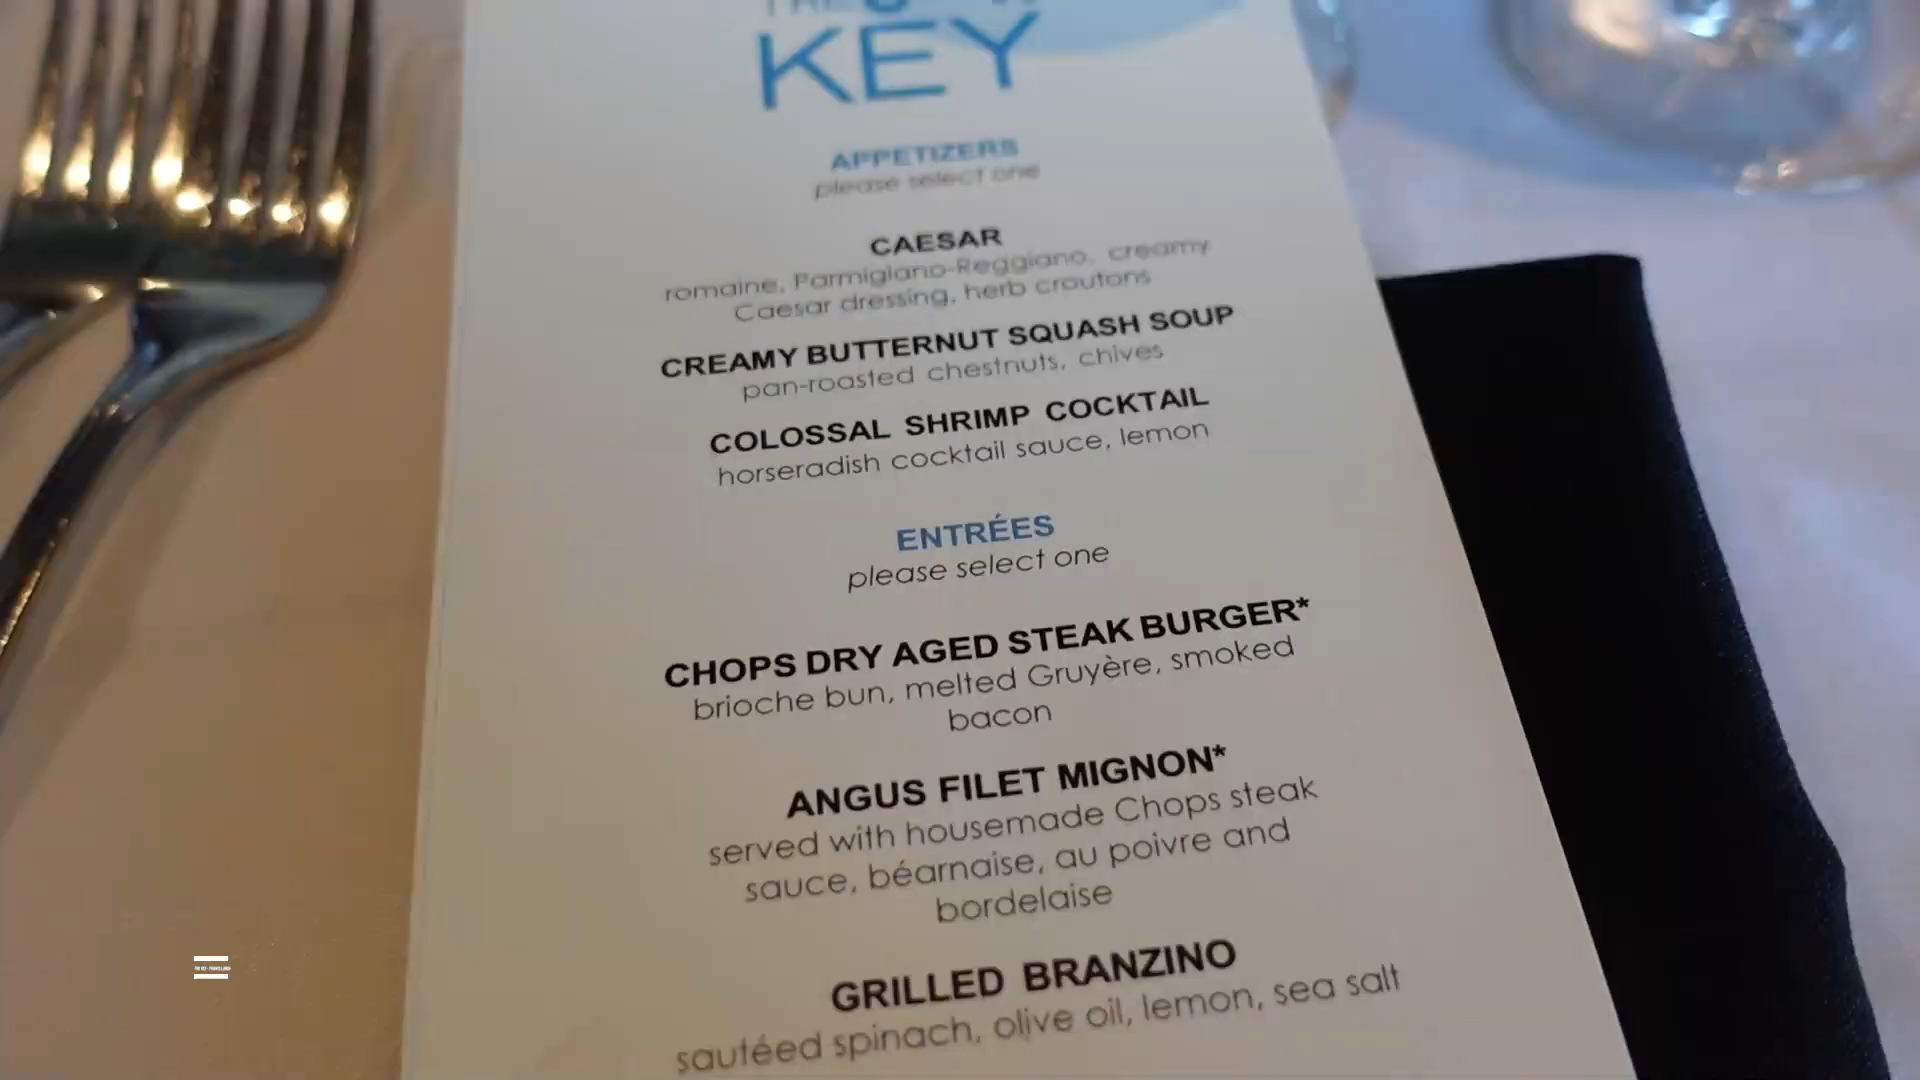 THE
KEY
APPETIZERS
please select one
CAESAR
romaine, Parmigiano-Reggiano, creamy
Caesar dressing, herb croutons
CREAMY BUTTERNUT SQUASH SOUP
pan-roasted chestnuts, chives
COLOSSAL SHRIMP COCKTAIL
horseradish cocktail sauce, lemon
ENTRÉES
please select one
CHOPS DRY AGED STEAK BURGER*
brioche bun, melted Gruyère, smoked
bacon
ANGUS FILET MIGNON*
served with housemade Chops steak
sauce, béarnaise, au poivre and
bordelaise
GRILLED BRANZINO
sautéed spinach, olive oil, lemon, sea salt